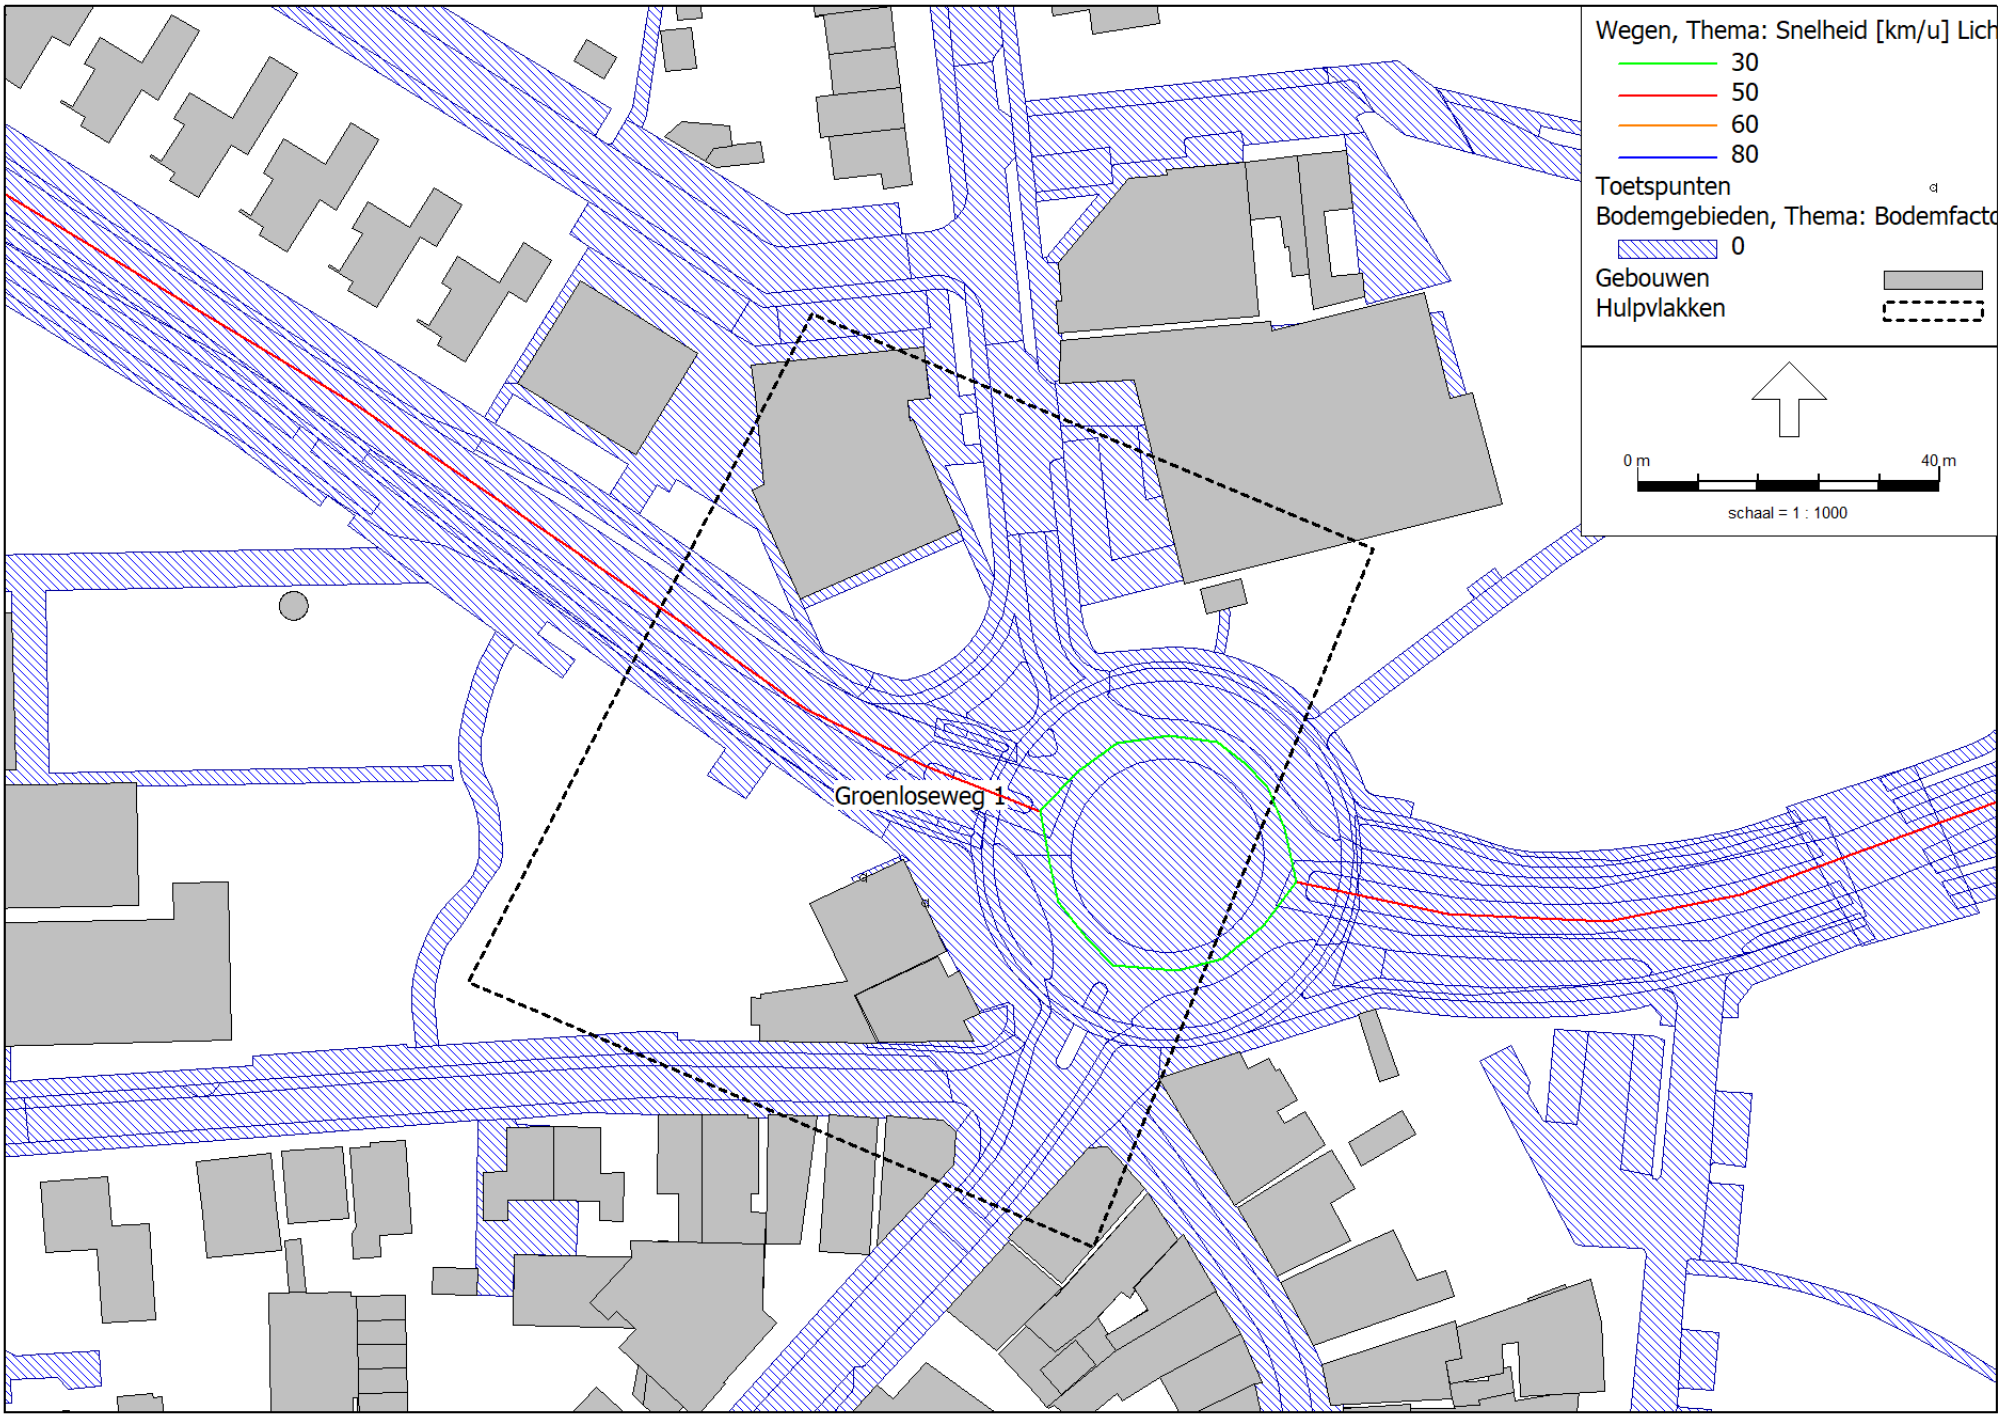 Wegen, Thema: Snelheid [km/u] Lich
30
50
60
80
Toetspunten
Bodemgebieden, Thema: Bodemfacto
0
Gebouwen
Hulpvlakken
0 m 40 m
schaal = 1 : 1000
Groenloseweg 1